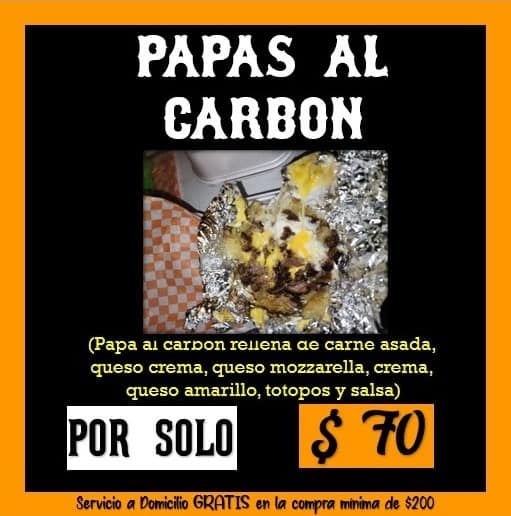 PAPAS AL
CARBON
(Papa al carbon rellena de carne asada,
queso crema, queso mozzarella, crema,
queso amarillo, totopos y salsa)
POR SOLO
$ 70
Servicio a Domicilio GRATIS en la compra minima de $200